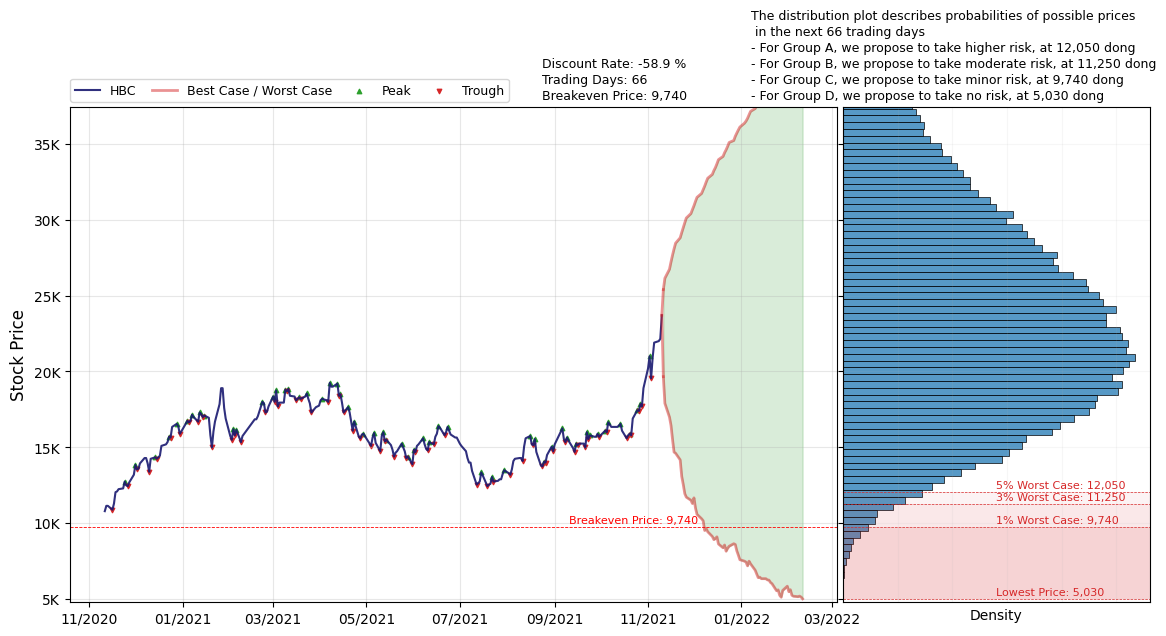 The distribution plot describes probabilities of possible prices
in the next 66 trading days
- For Group A, we propose to take higher risk, at 12,050 dong
- For Group B, we propose to take moderate risk, at 11,250 dong
- For Group C, we propose to take minor risk, at 9,740 dong
- For Group D, we propose to take no risk, at 5,030 dong
Discount Rate: -58.9 %
Trading Days: 66
Breakeven Price: 9,740
HBC Best Case / Worst Case Peak Trough
Stock Price
35K
30K
25K
20K
15K
10K
5K
Breakeven Price: 9,740
5% Worst Case: 12,050
3% Worst Case: 11,250
1% Worst Case: 9,740
Lowest Price: 5,030
11/2020 01/2021 03/2021 05/2021 07/2021 09/2021 11/2021 01/2022 03/2022
Density